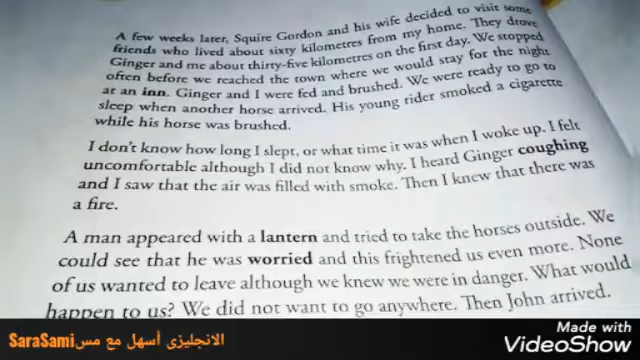 A few weeks later, Squire Gordon and his wife decided to visit some
friends who lived about sixty kilometres from my home. They drove
Ginger and me about thirty-five kilometres on the first day. We stopped
often before we reached the town where we would stay for the night
at an inn. Ginger and I were fed and brushed. We were ready to go to
sleep when another horse arrived. His young rider smoked a cigarette
while his horse was brushed.
I don't know how long I slept, or what time it was when I woke up. I felt
uncomfortable although I did not know why. I heard Ginger coughing
and I saw that the air was filled with smoke. Then I knew that there was
a fire.
A man appeared with a lantern and tried to take the horses outside. We
could see that he was worried and this frightened us even more. None
of us wanted to leave although we knew we were in danger. What would
happen to us? We did not want to go anywhere. Then John arrived.
الانجليزى أسهل مع مسSaraSami
Made with
VideoShow